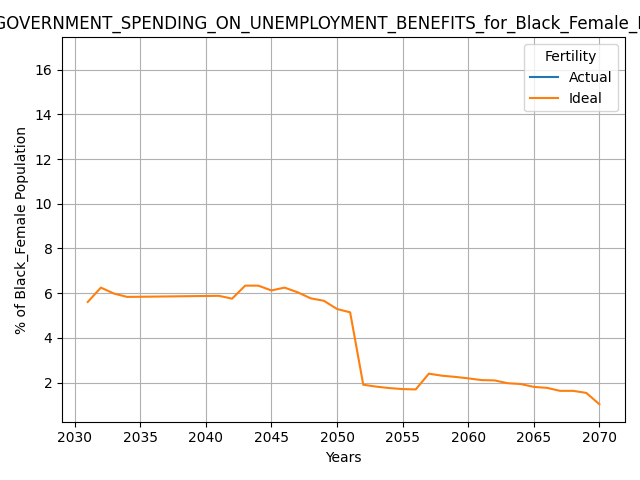 GOVERNMENT_SPENDING_ON_UNEMPLOYMENT_BENEFITS_for_Black_Female_
Fertility
Actual
Ideal
16
14
12
10
8
6
4
2
% of Black_Female Population
2030 2035 2040 2045 2050 2055 2060 2065 2070
Years